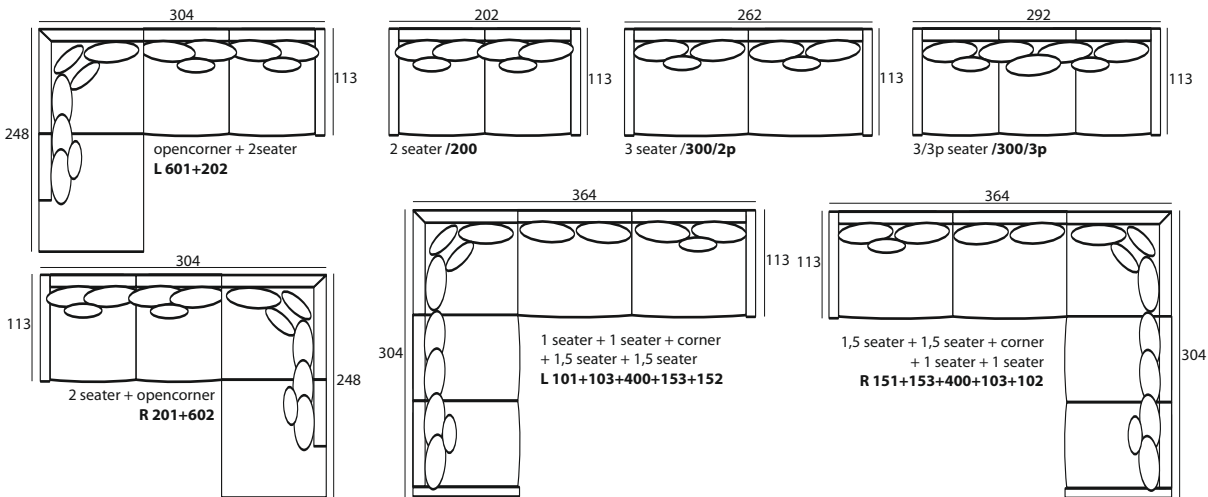 304
248
113
opencorner + 2seater
L 601+202
202
113
2 seater /200
262
113
3 seater /300/2p
292
113
3/3p seater /300/3p
304
113
248
2 seater + opencorner
R 201+602
364
113
304
1 seater + 1 seater + corner
+ 1,5 seater + 1,5 seater
L 101+103+400+153+152
364
113
304
1,5 seater + 1,5 seater + corner
+ 1 seater + 1 seater
R 151+153+400+103+102